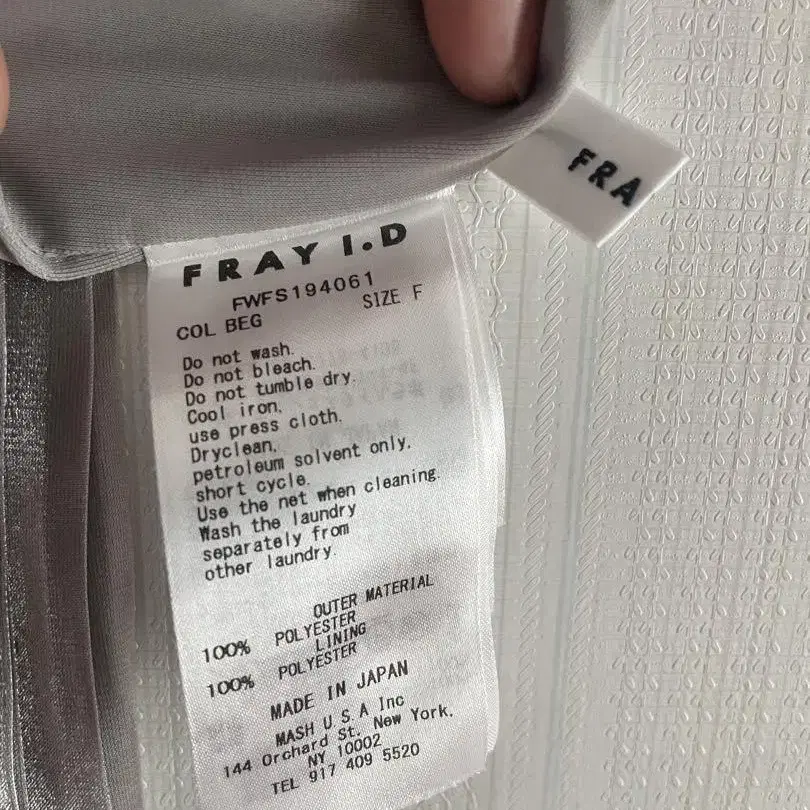 FRA
FRAY I.D
FWFS194061
COL BEG SIZE F
Do not wash.
Do not bleach.
Do not tumble dry.
Cool iron,
use press cloth.
Dryclean,
petroleum solvent only,
short cycle.
Use the net when cleaning.
Wash the laundry
separately from
other laundry.
OUTER MATERIAL
100% POLYESTER
LINING
100% POLYESTER
MADE IN JAPAN
MASH U S A Inc
144 Orchard St. New York.
NY 10002
TEL 917 409 5520